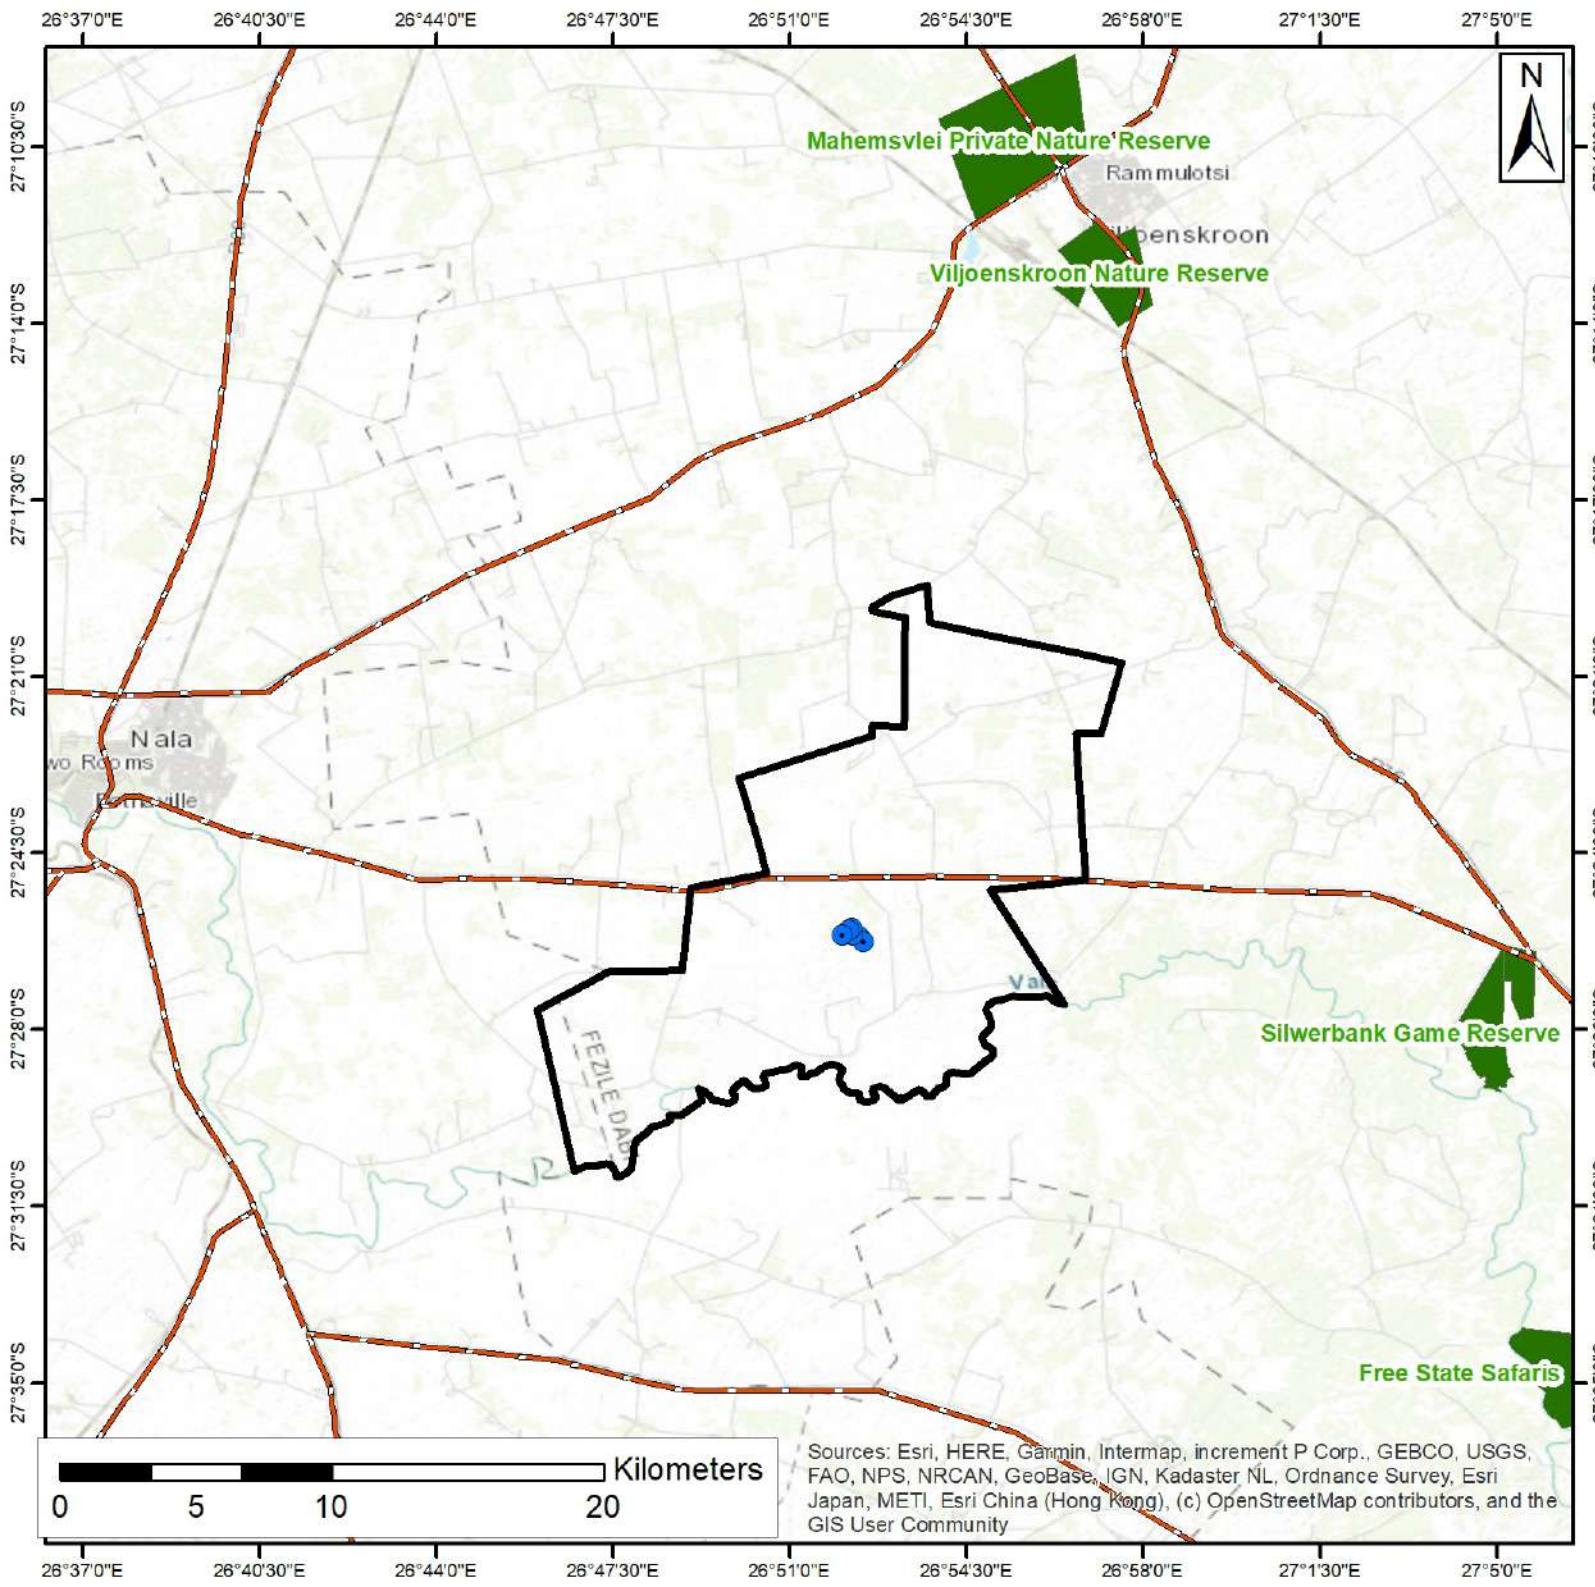 26°37'0"E 26°40'30"E 26°44'0"E 26°47'30"E 26°51'0"E 26°54'30"E 26°58'0"E 27°1'30"E 27°5'0"E
N
27°10'30"S
Mahemsvlei Private Nature Reserve
Rammulotsi
Viljoenskroon Nature Reserve
27°14'0"S
27°17'30"S
27°21'0"S
Nala
27°24'30"S
27°28'0"S
Silwerbank Game Reserve
27°31'30"S
27°35'0"S
Free State Safaris
Kilometers
0 5 10 20
Sources: Esri, HERE, Garmin, Intermap, increment P Corp., GEBCO, USGS,
FAO, NPS, NRCAN, GeoBase, IGN, Kadaster NL, Ordnance Survey, Esri
Japan, METI, Esri China (Hong Kong), (c) OpenStreetMap contributors, and the
GIS User Community
26°37'0"E 26°40'30"E 26°44'0"E 26°47'30"E 26°51'0"E 26°54'30"E 26°58'0"E 27°1'30"E 27°5'0"E